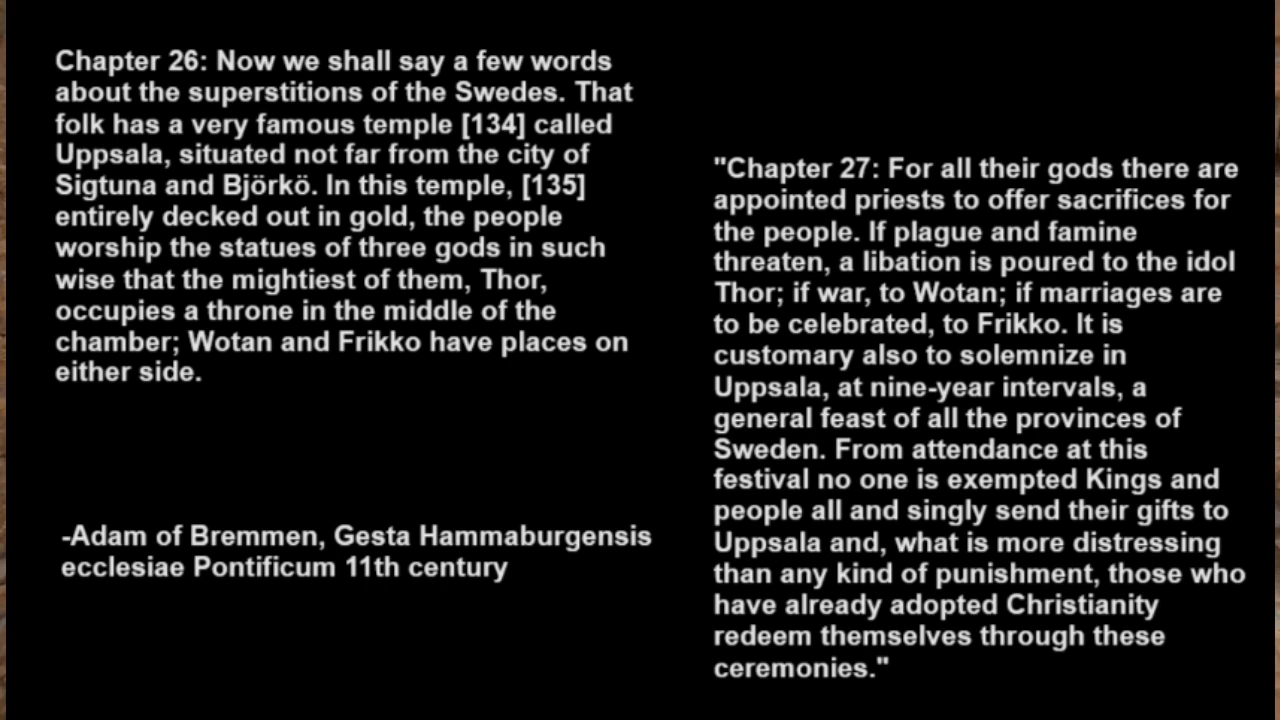 Chapter 26: Now we shall say a few words
about the superstitions of the Swedes. That
folk has a very famous temple [134] called
Uppsala, situated not far from the city of
Sigtuna and Björkö. In this temple, [135]
entirely decked out in gold, the people
worship the statues of three gods in such
wise that the mightiest of them, Thor,
occupies a throne in the middle of the
chamber; Wotan and Frikko have places on
either side.
-Adam of Bremmen, Gesta Hammaburgensis
ecclesiae Pontificum 11th century
"Chapter 27: For all their gods there are
appointed priests to offer sacrifices for
the people. If plague and famine
threaten, a libation is poured to the idol
Thor; if war, to Wotan; if marriages are
to be celebrated, to Frikko. It is
customary also to solemnize in
Uppsala, at nine-year intervals, a
general feast of all the provinces of
Sweden. From attendance at this
festival no one is exempted Kings and
people all and singly send their gifts to
Uppsala and, what is more distressing
than any kind of punishment, those who
have already adopted Christianity
redeem themselves through these
ceremonies."